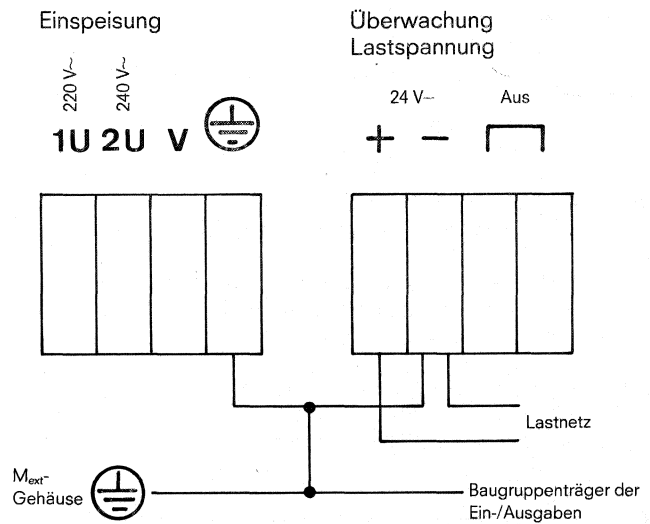 Einspeisung
220 V~
240 V~
1U 2U V
Überwachung
Lastspannung
24 V–
Aus
+ –
Lastnetz
Mext-
Gehäuse
Baugruppenträger der
Ein-/Ausgaben